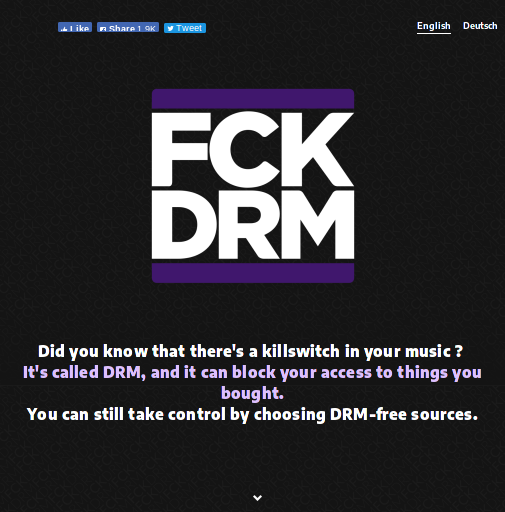 Like Share 1.9K Tweet English Deutsch
FCK
DRM
Did you know that there's a killswitch in your music ?
It's called DRM, and it can block your access to things you
bought.
You can still take control by choosing DRM-free sources.